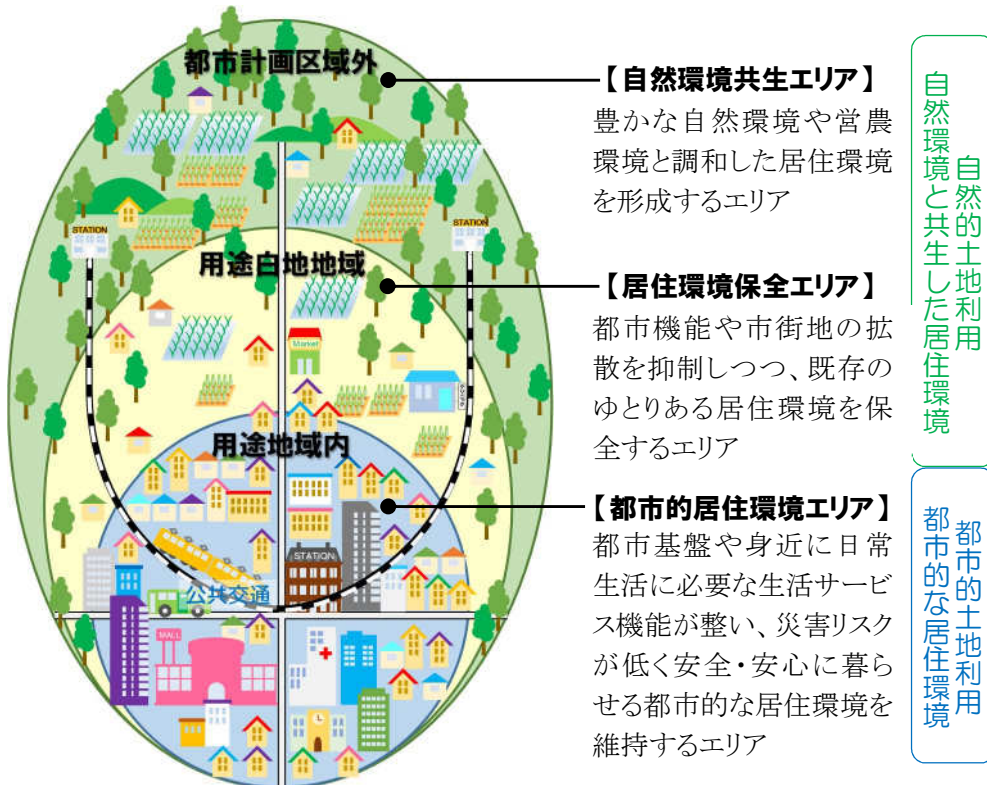 都市計画区域外
【自然環境共生エリア】
豊かな自然環境や営農
環境と調和した居住環境
を形成するエリア
STATION
STATION
用途白地地域
【居住環境保全エリア】
都市機能や市街地の拡
散を抑制しつつ、既存の
ゆとりある居住環境を保
全するエリア
Market
用途地域内
【都市的居住環境エリア】
都市基盤や身近に日常
生活に必要な生活サービ
ス機能が整い、災害リスク
が低く安全・安心に暮ら
せる都市的な居住環境を
維持するエリア
STATION
公共交通
MALL
自然的土地利用
自然環境と共生した居住環境
都市的土地利用
都市的な居住環境